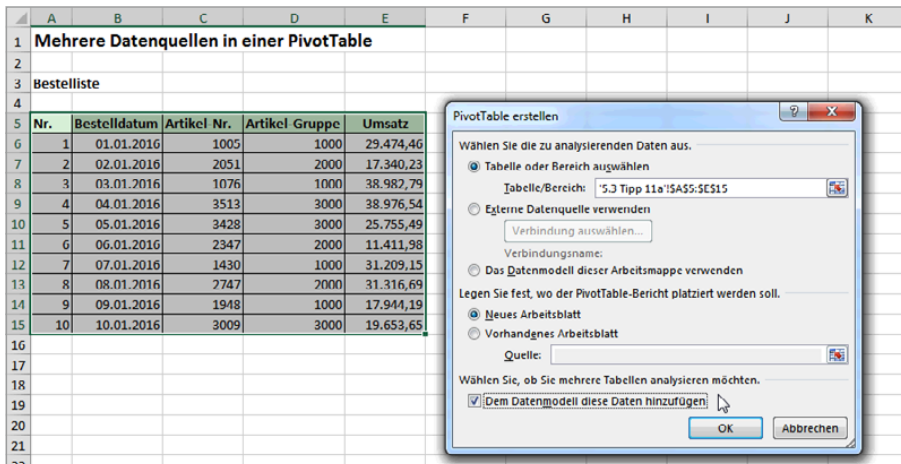 A B C D E F G H I J K
1 Mehrere Datenquellen in einer PivotTable
2
3 Bestelliste
4
5 Nr. Bestelldatum Artikel-Nr. Artikel-Gruppe Umsatz
6 1 01.01.2016 1005 1000 29.474,46
7 2 02.01.2016 2051 2000 17.340,23
8 3 03.01.2016 1076 1000 38.982,79
9 4 04.01.2016 3513 3000 38.976,54
10 5 05.01.2016 3428 3000 25.755,49
11 6 06.01.2016 2347 2000 11.411,98
12 7 07.01.2016 1430 1000 31.209,15
13 8 08.01.2016 2747 2000 31.316,69
14 9 09.01.2016 1948 1000 17.944,19
15 10 10.01.2016 3009 3000 19.653,65
16
17
18
19
20
21
22
PivotTable erstellen
Wählen Sie die zu analysierenden Daten aus.
Tabelle oder Bereich auswählen
Tabelle/Bereich: '5.3 Tipp 11a'!$A$5:$E$15
Externe Datenquelle verwenden
Verbindung auswählen...
Verbindungsname:
Das Datenmodell dieser Arbeitsmappe verwenden
Legen Sie fest, wo der PivotTable-Bericht platziert werden soll.
Neues Arbeitsblatt
Vorhandenes Arbeitsblatt
Quelle:
Wählen Sie, ob Sie mehrere Tabellen analysieren möchten.
Dem Datenmodell diese Daten hinzufügen
OK Abbrechen